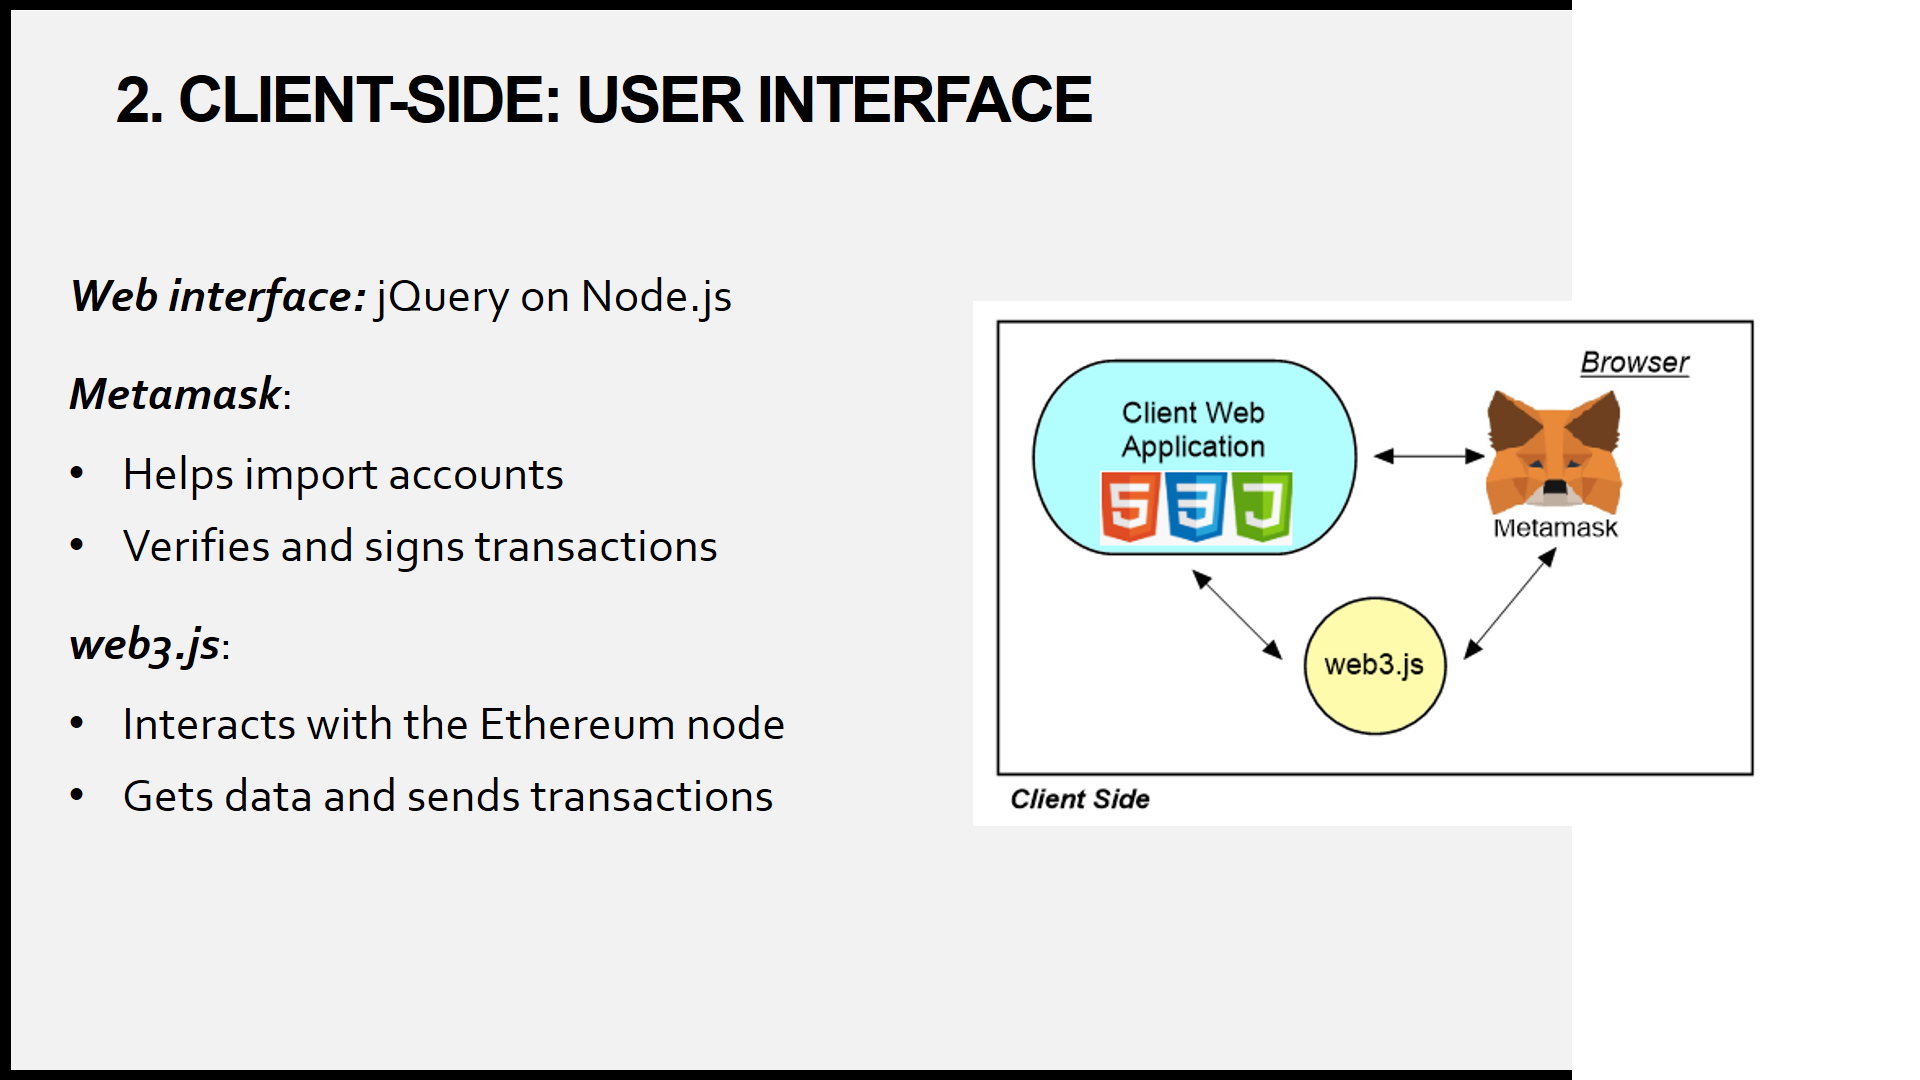 2. CLIENT-SIDE: USER INTERFACE
Web interface: jQuery on Node.js
Metamask:
• Helps import accounts
• Verifies and signs transactions
web3.js:
• Interacts with the Ethereum node
• Gets data and sends transactions
Browser
Client Web
Application
5 3 J
Metamask
web3.js
Client Side